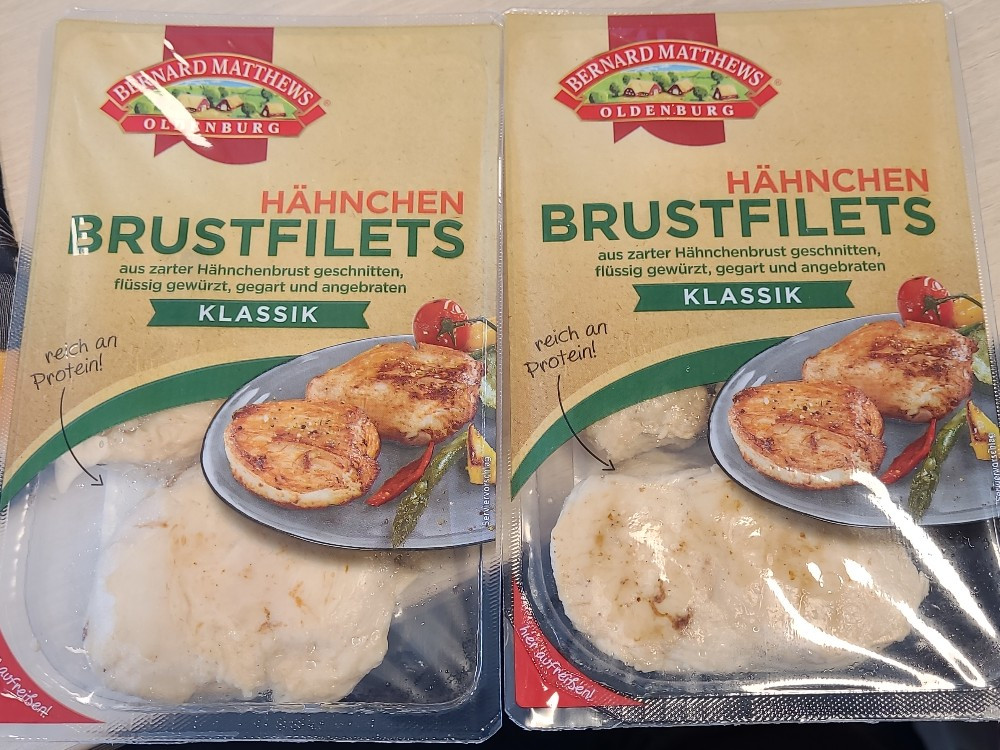 BERNARD MATTHEWS
OLDENBURG
HÄHNCHEN
BRUSTFILETS
aus zarter Hähnchenbrust geschnitten,
flüssig gewürzt, gegart und angebraten
KLASSIK
reich an
Protein!
Serviervorschlag
aufreißen!
BERNARD MATTHEWS
OLDENBURG
HÄHNCHEN
BRUSTFILETS
aus zarter Hähnchenbrust geschnitten,
flüssig gewürzt, gegart und angebraten
KLASSIK
reich an
Protein!
hier aufreißen!